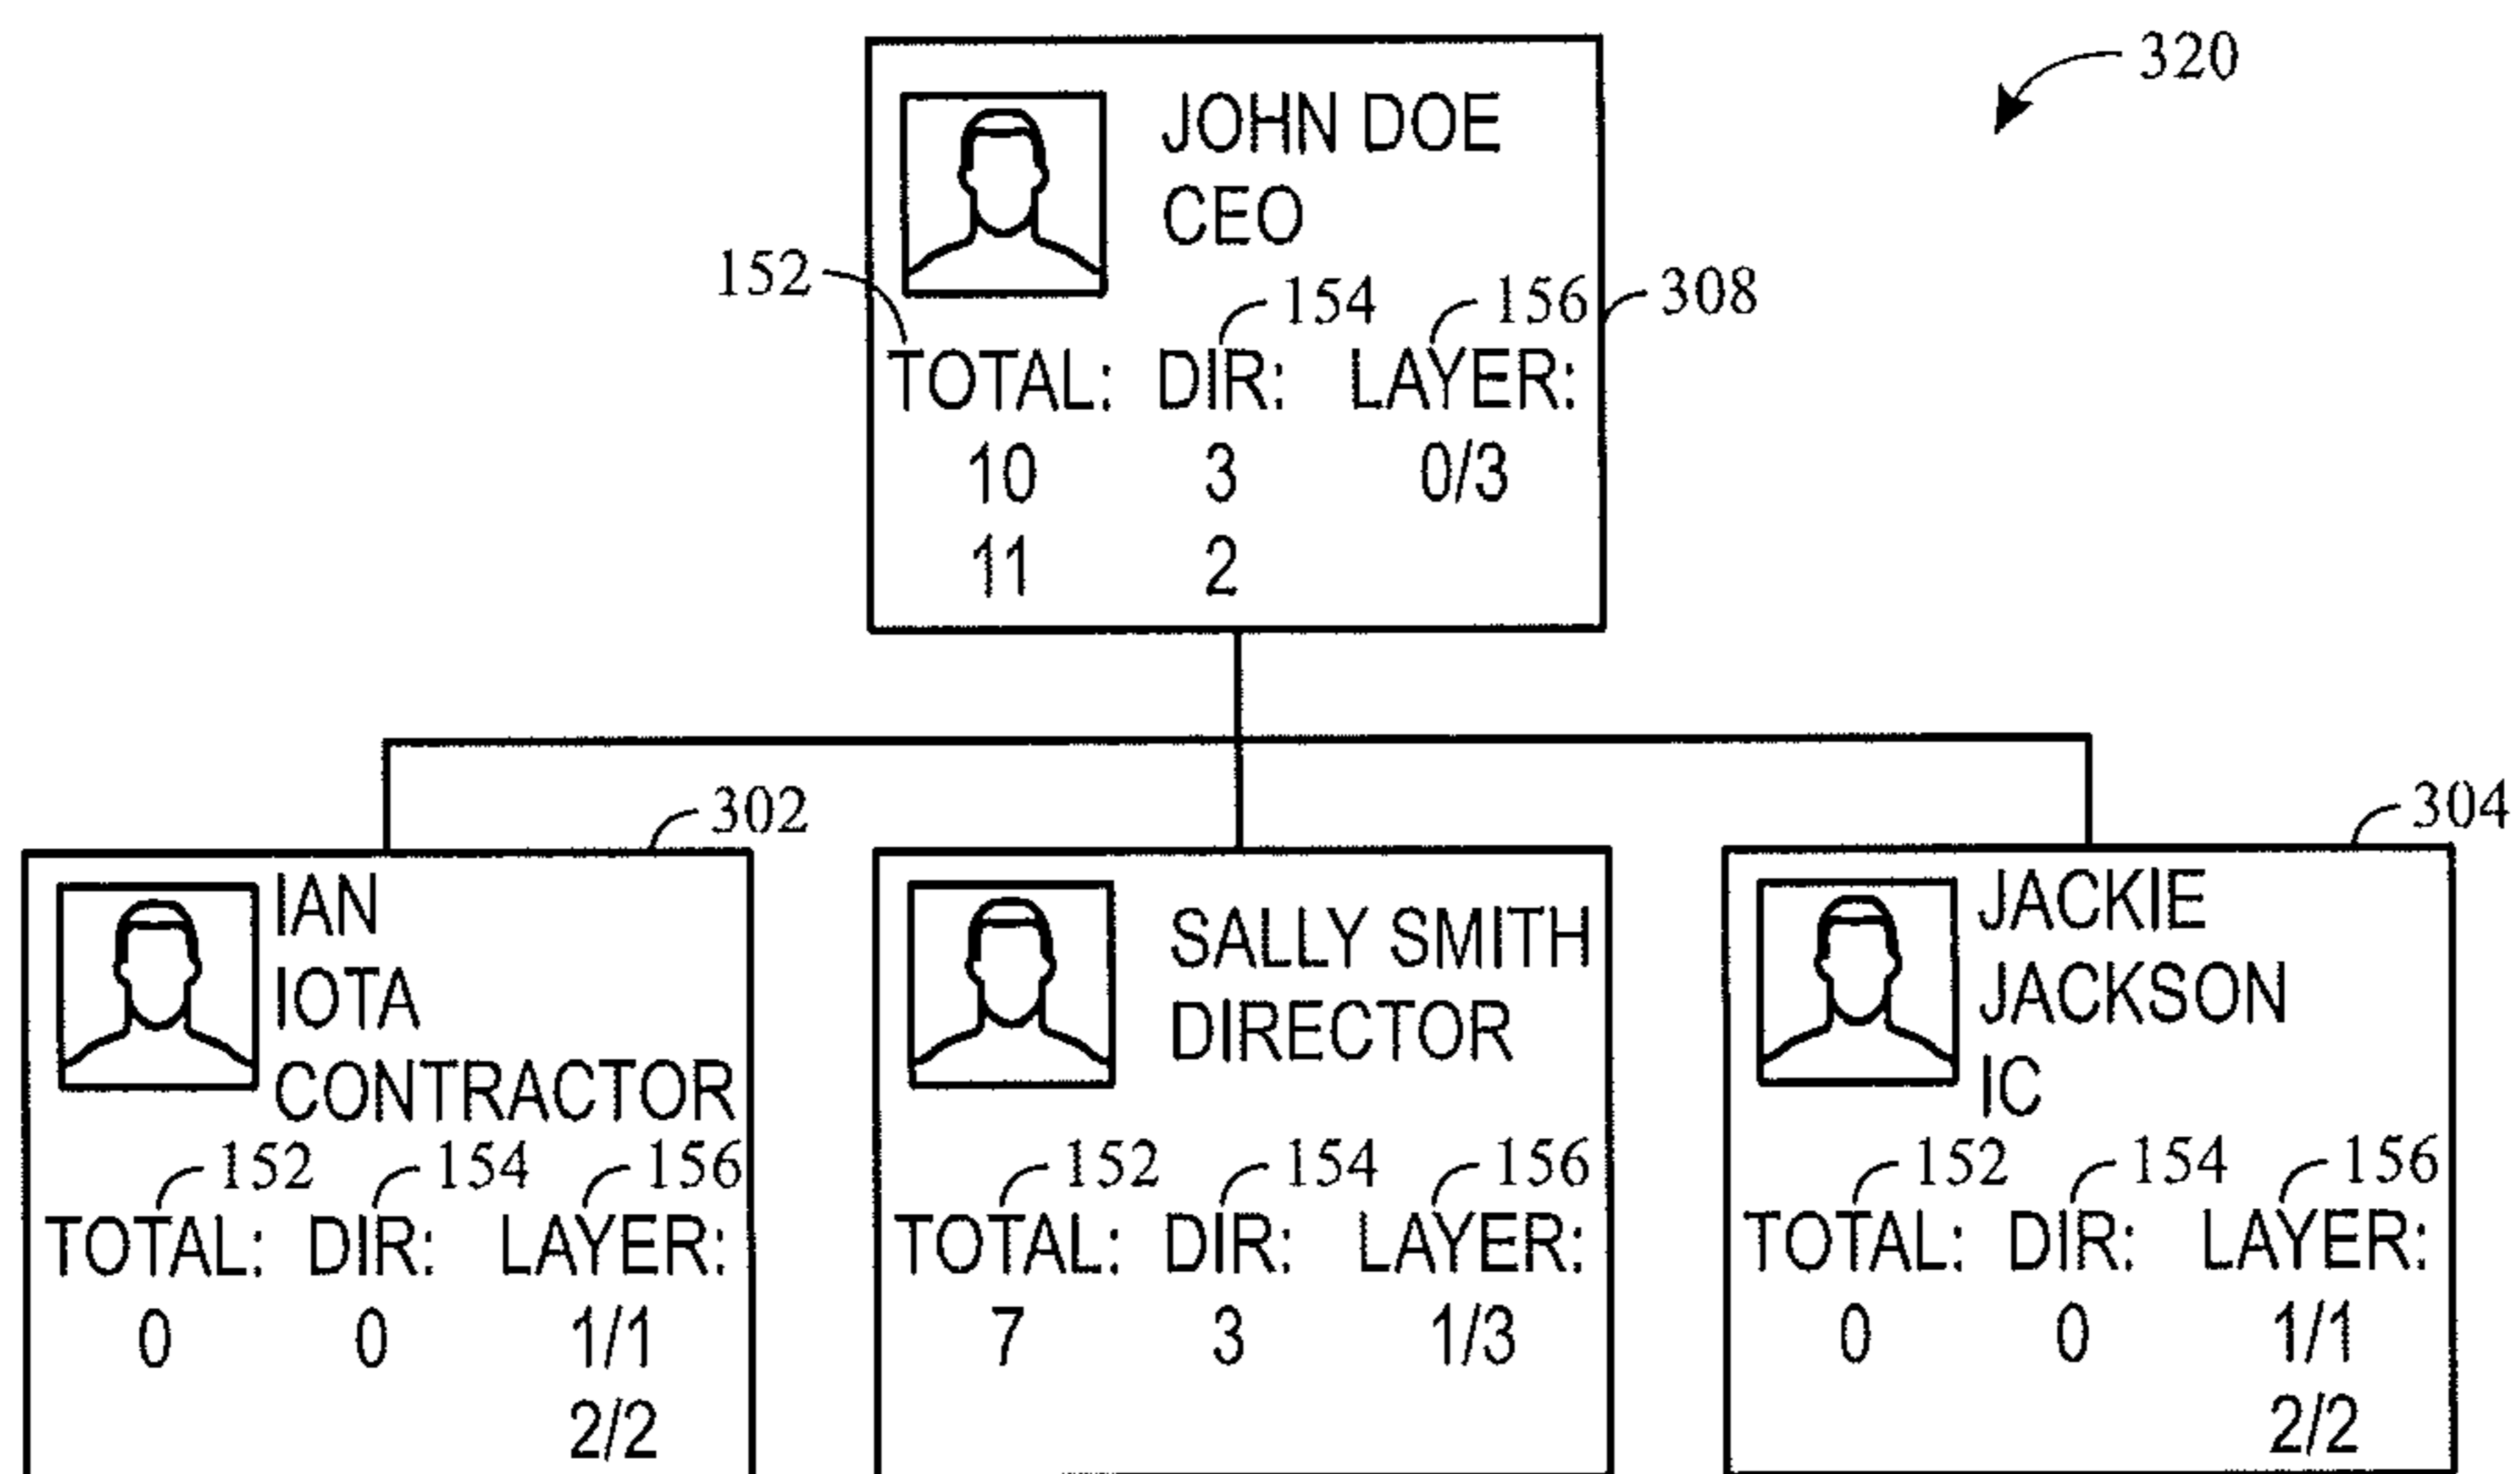 320
JOHN DOE
CEO
152
154
156
308
TOTAL: DIR: LAYER:
10 3 0/3
11 2
302
304
IAN
IOTA
CONTRACTOR
152 154 156
TOTAL: DIR: LAYER:
0 0 1/1
2/2
SALLY SMITH
DIRECTOR
152 154 156
TOTAL: DIR: LAYER:
7 3 1/3
JACKIE
JACKSON
IC
152 154 156
TOTAL: DIR: LAYER:
0 0 1/1
2/2